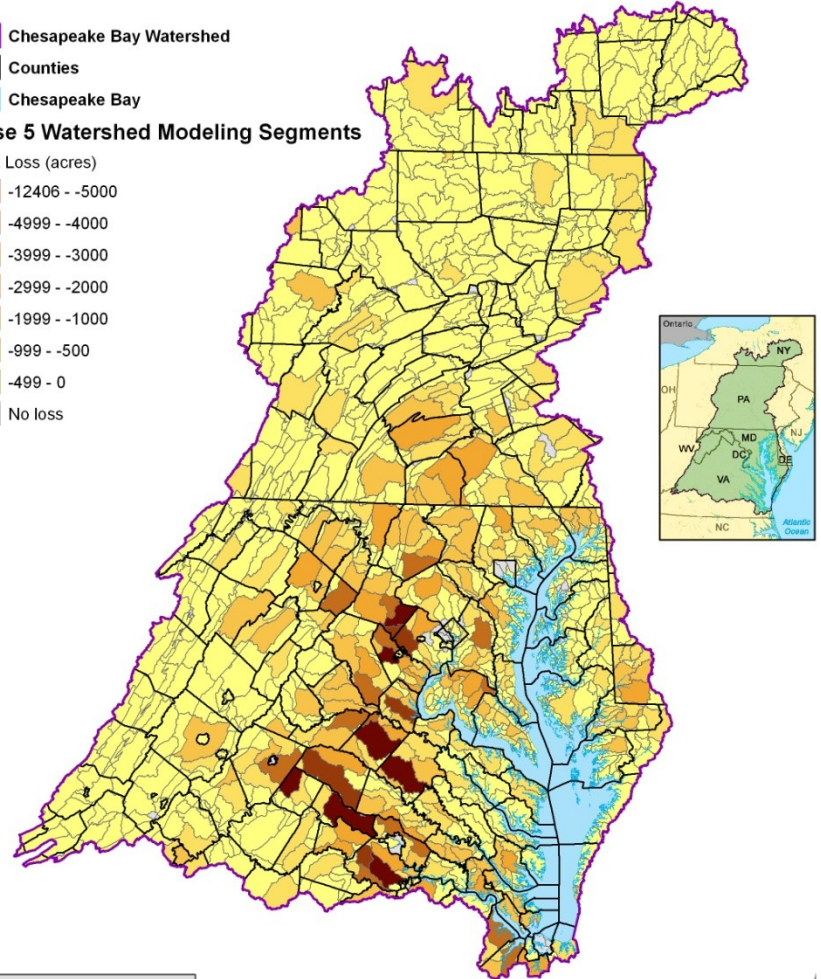 Chesapeake Bay Watershed
Counties
Chesapeake Bay
se 5 Watershed Modeling Segments
Loss (acres)
-12406 - -5000
-4999 - -4000
-3999 - -3000
-2999 - -2000
-1999 - -1000
-999 - -500
-499 - 0
No loss
Ontario
NY
OH
PA
NJ
MD
WV
DC
DE
VA
NC
Atlantic
Ocean